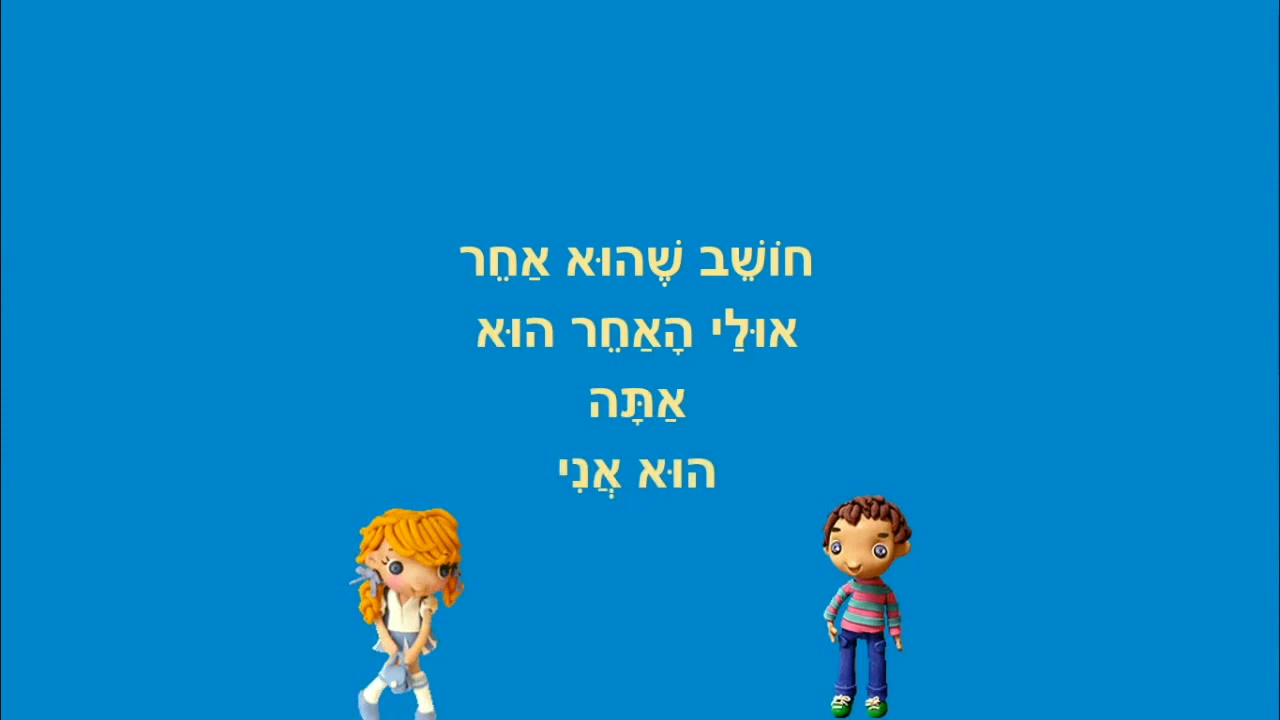 חוֹשֵׁב שֶׁהוּא אַחֵר
אוּלַי הָאַחֵר הוּא
אַתָּה
הוּא אֲנִי